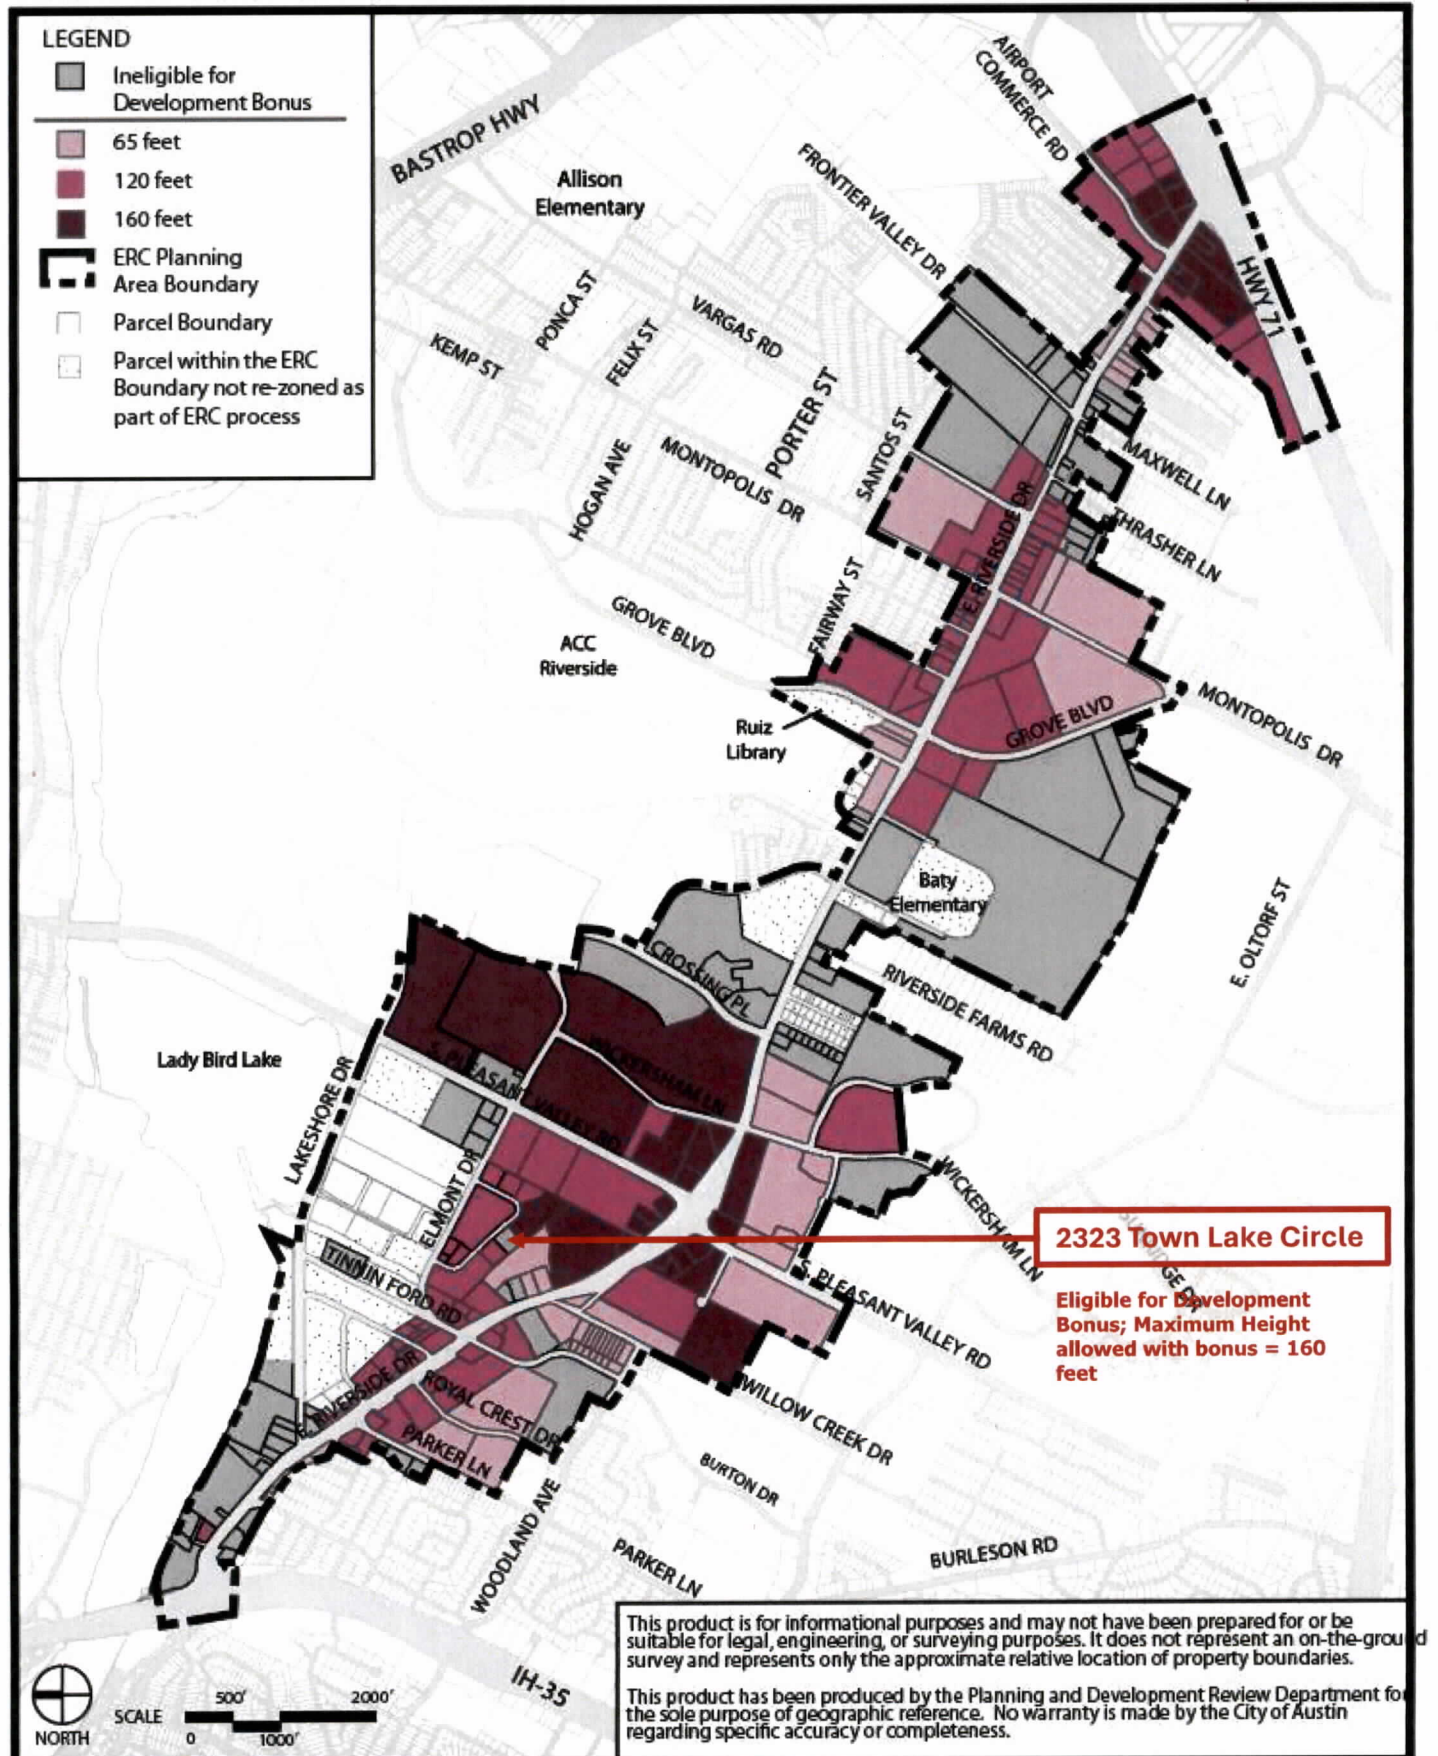 LEGEND
Ineligible for
Development Bonus
65 feet
120 feet
160 feet
ERC Planning
Area Boundary
Parcel Boundary
Parcel within the ERC
Boundary not re-zoned as
part of ERC process
BASTROP HWY
AIRPORT
COMMERCE RD
Allison
Elementary
FRONTIER VALLEY DR
HWY 71
PONCA ST
VARGAS RD
KEMP ST
FELIX ST
PORTER ST
SANTOS ST
HOGAN AVE
MONTOPOLIS DR
MAXWELL LN
THRASHER LN
E. RIVERSIDE DR
FAIRWAY ST
GROVE BLVD
ACC
Riverside
MONTOPOLIS DR
GROVE BLVD
Ruiz
Library
Baty
Elementary
E. OLTORF ST
CROSSING PL
RIVERSIDE FARMS RD
Lady Bird Lake
WICKERSHAM LN
S. PLEASANT VALLEY RD
LAKESHORE DR
ELMONT DR
WICKERSHAM LN
2323 Town Lake Circle
TINNIN FORD RD
S. PLEASANT VALLEY RD
Eligible for Development
Bonus; Maximum Height
allowed with bonus = 160
feet
E. RIVERSIDE DR
ROYAL CREST DR
WILLOW CREEK DR
PARKER LN
BURTON DR
WOODLAND AVE
PARKER LN
BURLESON RD
IH-35
NORTH
SCALE
500'
2000'
0
1000'
This product is for informational purposes and may not have been prepared for or be
suitable for legal, engineering, or surveying purposes. It does not represent an on-the-ground
survey and represents only the approximate relative location of property boundaries.
This product has been produced by the Planning and Development Review Department for
the sole purpose of geographic reference. No warranty is made by the City of Austin
regarding specific accuracy or completeness.